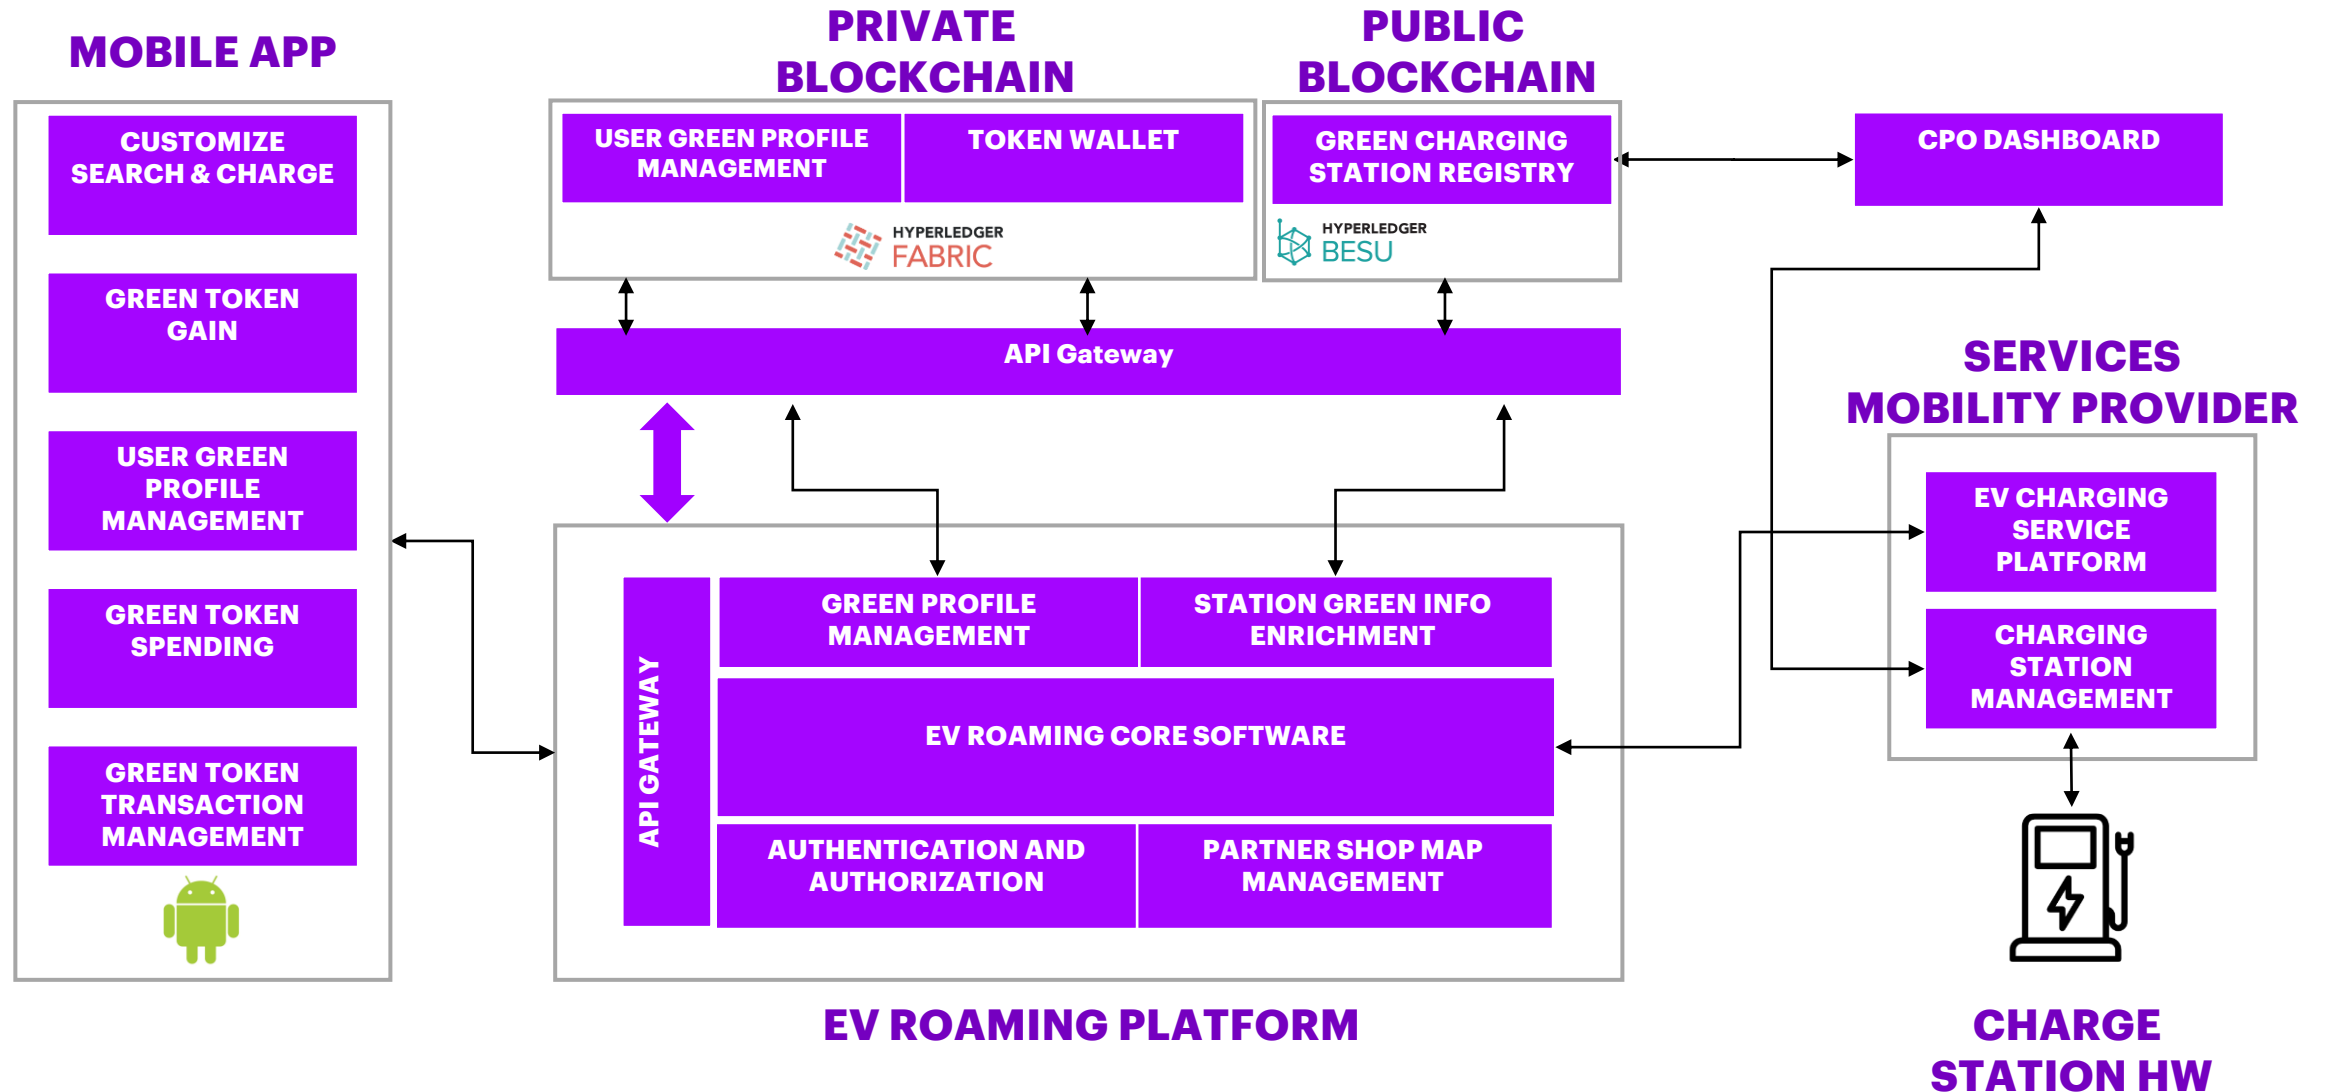 MOBILE APP
CUSTOMIZE
SEARCH & CHARGE
GREEN TOKEN
GAIN
USER GREEN
PROFILE
MANAGEMENT
GREEN TOKEN
SPENDING
GREEN TOKEN
TRANSACTION
MANAGEMENT
PRIVATE
BLOCKCHAIN
USER GREEN PROFILE
MANAGEMENT
TOKEN WALLET
HYPERLEDGER
FABRIC
PUBLIC
BLOCKCHAIN
GREEN CHARGING
STATION REGISTRY
HYPERLEDGER
BESU
CPO DASHBOARD
API Gateway
API GATEWAY
GREEN PROFILE
MANAGEMENT
STATION GREEN INFO
ENRICHMENT
EV ROAMING CORE SOFTWARE
AUTHENTICATION AND
AUTHORIZATION
PARTNER SHOP MAP
MANAGEMENT
EV ROAMING PLATFORM
SERVICES
MOBILITY PROVIDER
EV CHARGING
SERVICE
PLATFORM
CHARGING
STATION
MANAGEMENT
CHARGE
STATION HW